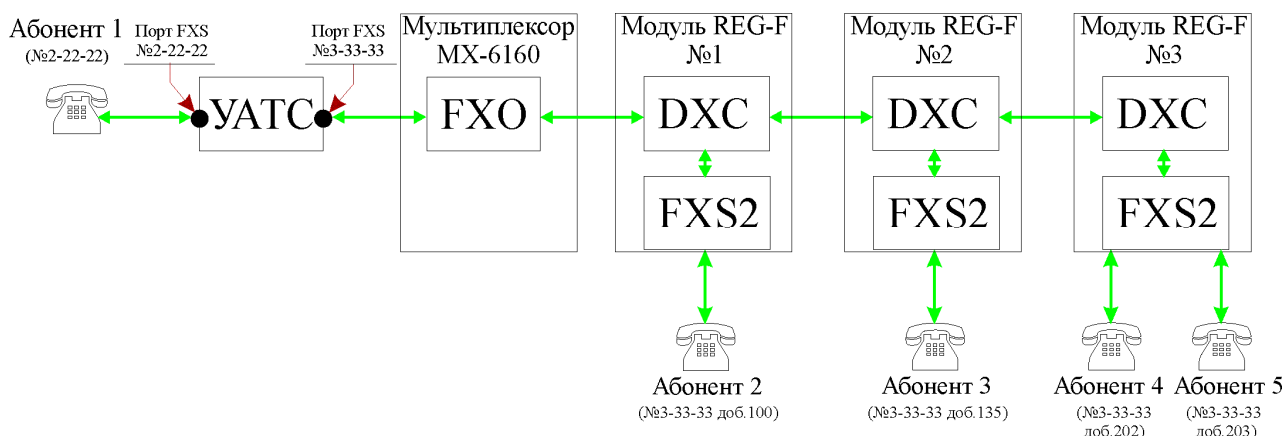 Абонент 1
(№2-22-22)
Порт FXS
№2-22-22
Порт FXS
№3-33-33
УАТС
Мультиплексор
МХ-6160
FXO
Модуль REG-F
№1
DXC
FXS2
Модуль REG-F
№2
DXC
FXS2
Модуль REG-F
№3
DXC
FXS2
Абонент 2
(№3-33-33 доб.100)
Абонент 3
(№3-33-33 доб.135)
Абонент 4
(№3-33-33
доб.202)
Абонент 5
(№3-33-33
доб.203)